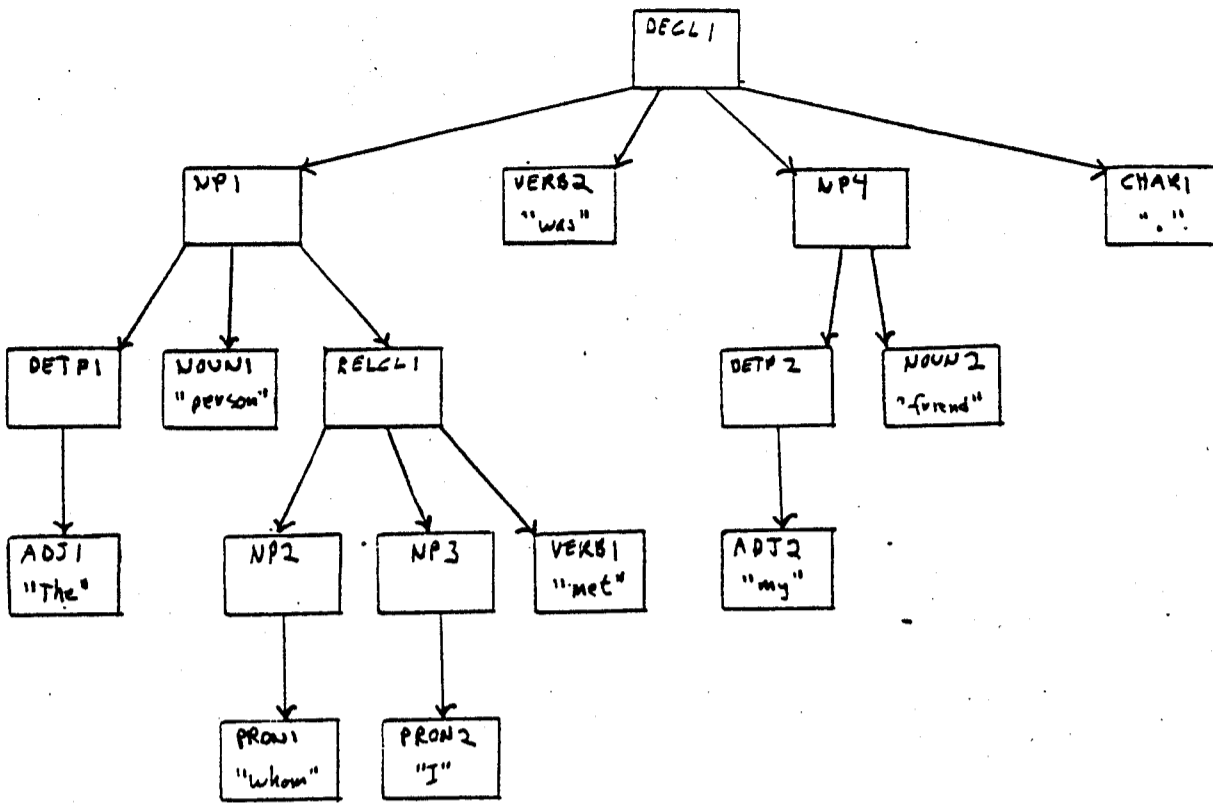 DECL1
NP1
VERB2
"was"
NP4
CHAR1
"."
DETP1
NOUN1
"person"
RELCL1
DETP2
NOUN2
"friend"
ADJ1
"The"
NP2
NP3
VERB1
"met"
ADJ2
"my"
PRON1
"whom"
PRON2
"I"